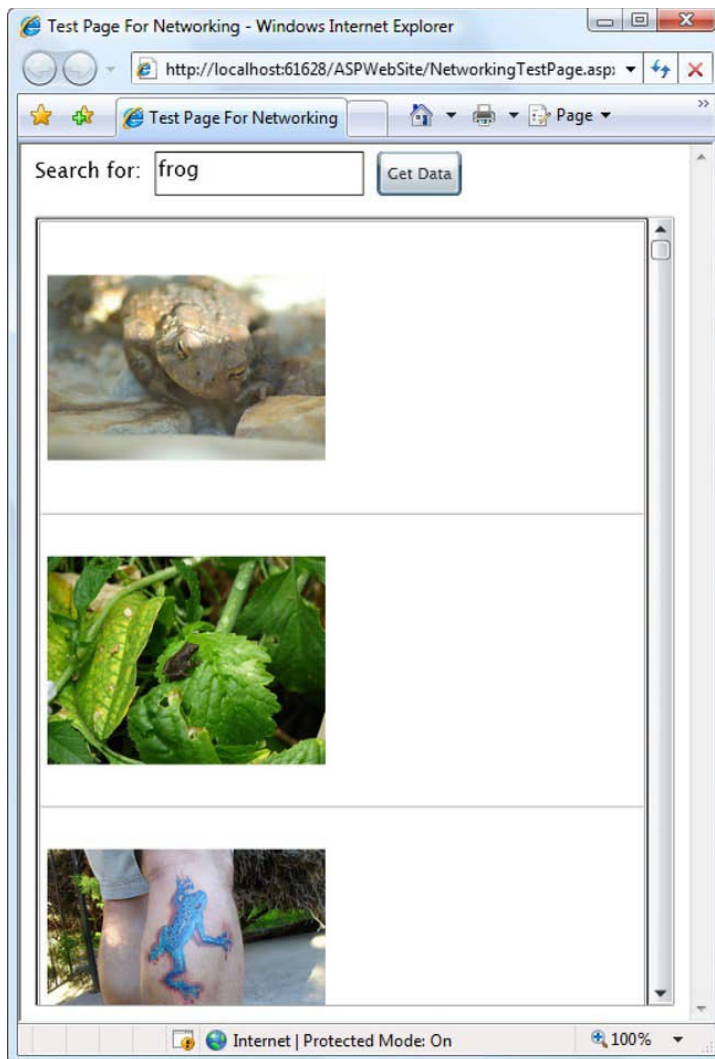 Test Page For Networking - Windows Internet Explorer
http://localhost:61628/ASPWebSite/NetworkingTestPage.asp
Test Page For Networking
Page
Search for: frog Get Data
Internet | Protected Mode: On
100%